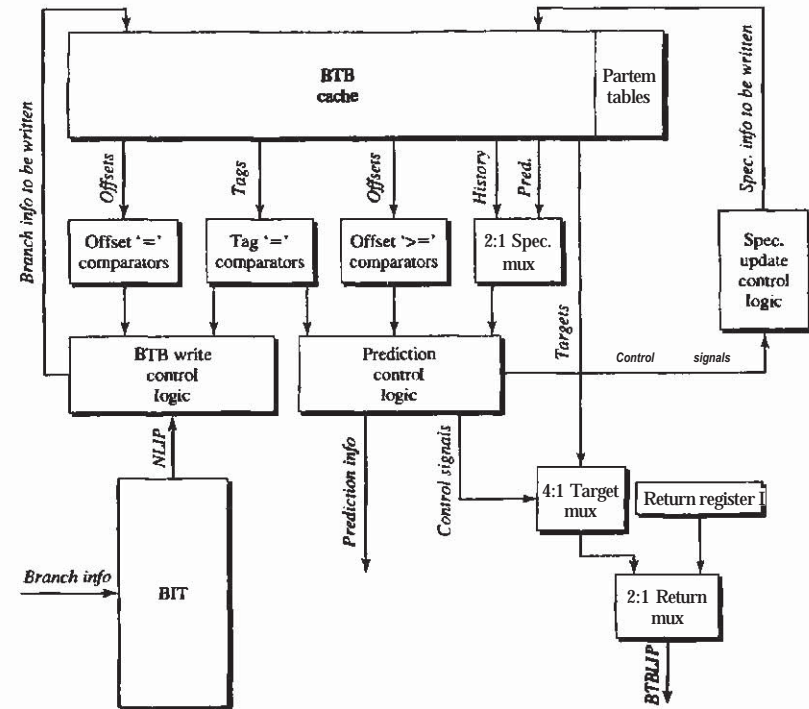 BTB
cache
Partem
tables
Branch info to be written
Spec. info to be written
Offsets
Tags
Offsets
History
Pred.
Offset '='
comparators
Tag '='
comparators
Offset '>='
comparators
2:1 Spec.
mux
Spec.
update
control
logic
Targets
BTB write
control
logic
Prediction
control
logic
Control signals
NLIP
Prediction info
Control signals
4:1 Target
mux
Return register I
Branch info
BIT
2:1 Return
mux
BTBLIP